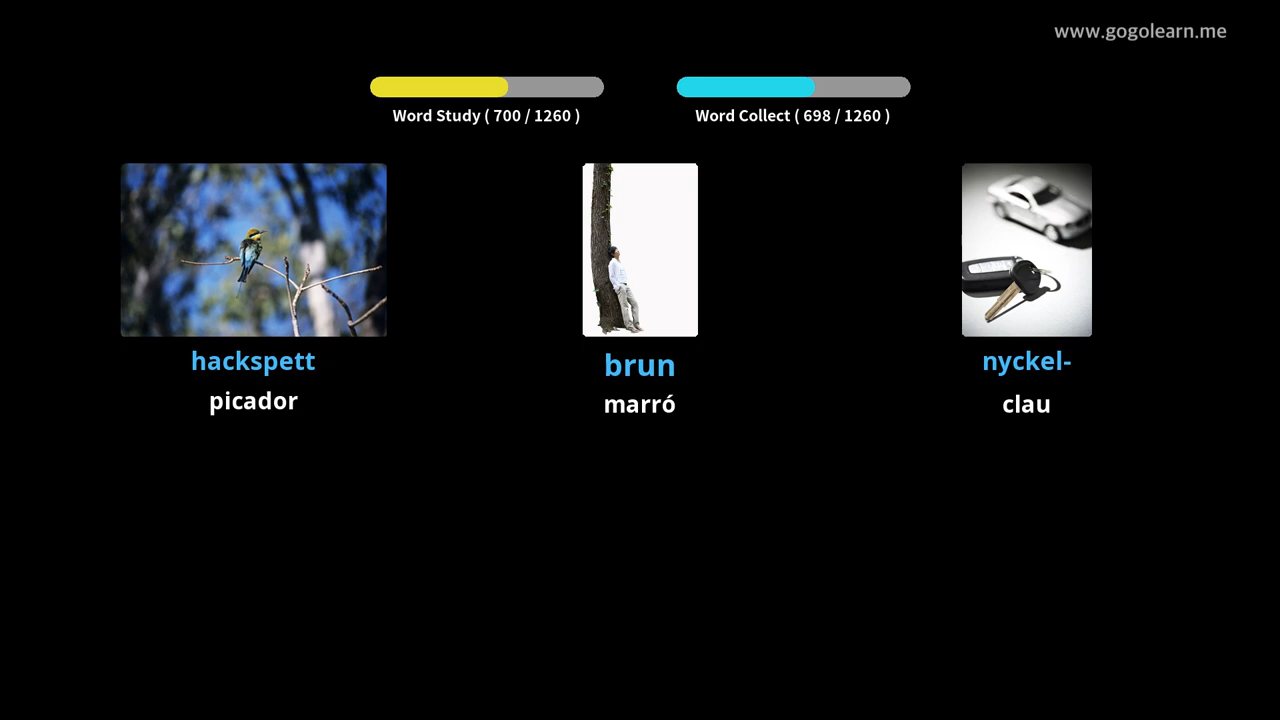 www.gogolearn.me
Word Study ( 700 / 1260 )
Word Collect ( 698 / 1260 )
hackspett
brun
nyckel-
picador
marró
clau